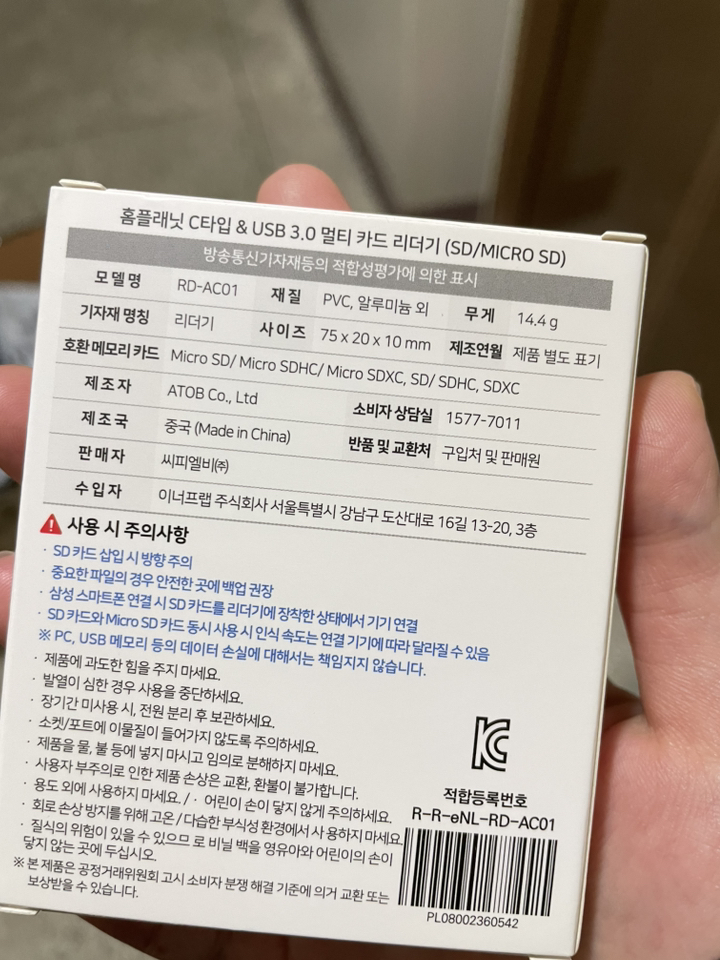 홈플래닛 C타입 & USB 3.0 멀티 카드 리더기 (SD/MICRO SD)
방송통신기자재등의 적합성평가에 의한 표시
모델명 RD-AC01 재질 PVC, 알루미늄 외 무게 14.4 g
기자재 명칭 리더기 사이즈 75 x 20 x 10 mm 제조연월 제품 별도 표기
호환 메모리 카드 Micro SD/ Micro SDHC/ Micro SDXC, SD/ SDHC, SDXC
제조자 ATOB Co., Ltd 소비자 상담실 1577-7011
제조국 중국 (Made in China) 반품 및 교환처 구입처 및 판매원
판매자 씨피엘비㈜
수입자 이너프랩 주식회사 서울특별시 강남구 도산대로 16길 13-20, 3층
사용 시 주의사항
· SD 카드 삽입 시 방향 주의
· 중요한 파일의 경우 안전한 곳에 백업 권장
· 삼성 스마트폰 연결 시 SD 카드를 리더기에 장착한 상태에서 기기 연결
· SD 카드와 Micro SD 카드 동시 사용 시 인식 속도는 연결 기기에 따라 달라질 수 있음
※ PC, USB 메모리 등의 데이터 손실에 대해서는 책임지지 않습니다.
· 제품에 과도한 힘을 주지 마세요.
· 발열이 심한 경우 사용을 중단하세요.
· 장기간 미사용 시, 전원 분리 후 보관하세요.
· 소켓/포트에 이물질이 들어가지 않도록 주의하세요.
· 제품을 물, 불 등에 넣지 마시고 임의로 분해하지 마세요.
· 사용자 부주의로 인한 제품 손상은 교환, 환불이 불가합니다.
· 용도 외에 사용하지 마세요. / · 어린이 손이 닿지 않게 주의하세요.
· 회로 손상 방지를 위해 고온 / 다습한 부식성 환경에서 사 용하지 마세요.
· 질식의 위험이 있을 수 있으므 로 비닐 백을 영유아와 어린이의 손이
닿지 않는 곳에 두십시오.
※ 본 제품은 공정거래위원회 고시 소비자 분쟁 해결 기준에 의거 교환 또는
보상받을 수 있습니다.
KC
적합등록번호
R-R-eNL-RD-AC01
PL08002360542